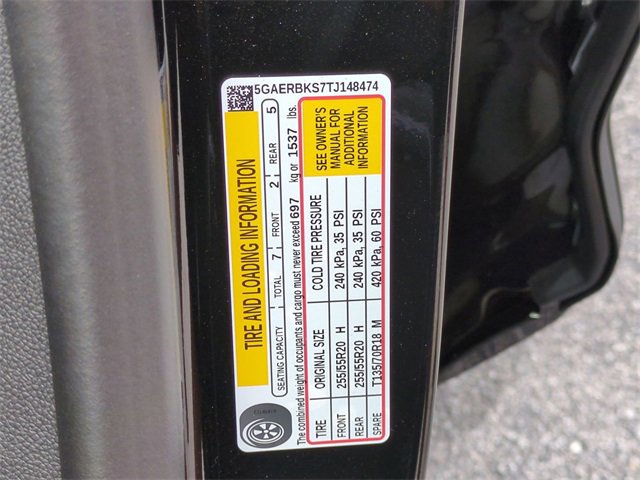 5GAERBKS7TJ148474
TIRE AND LOADING INFORMATION
SEATING CAPACITY TOTAL 7 FRONT 2 REAR 5
The combined weight of occupants and cargo must never exceed 697 kg or 1537 lbs.
TIRE ORIGINAL SIZE COLD TIRE PRESSURE
FRONT 255/55R20 H 240 kPa, 35 PSI
REAR 255/55R20 H 240 kPa, 35 PSI
SPARE T135/70R18 M 420 kPa, 60 PSI
SEE OWNER'S
MANUAL FOR
ADDITIONAL
INFORMATION